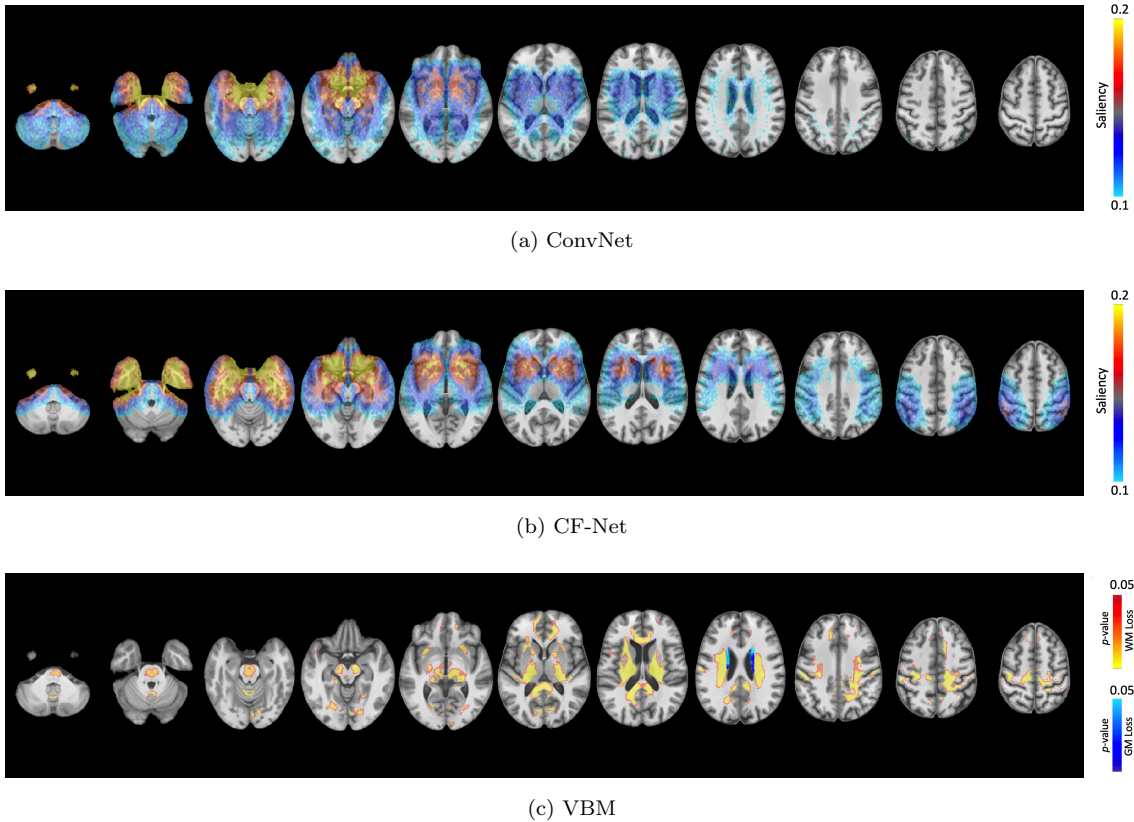 0.2
Saliency
0.1
(a) ConvNet
0.2
Saliency
0.1
(b) CF-Net
0.05
p-value
WM Loss
0.05
p-value
GM Loss
(c) VBM